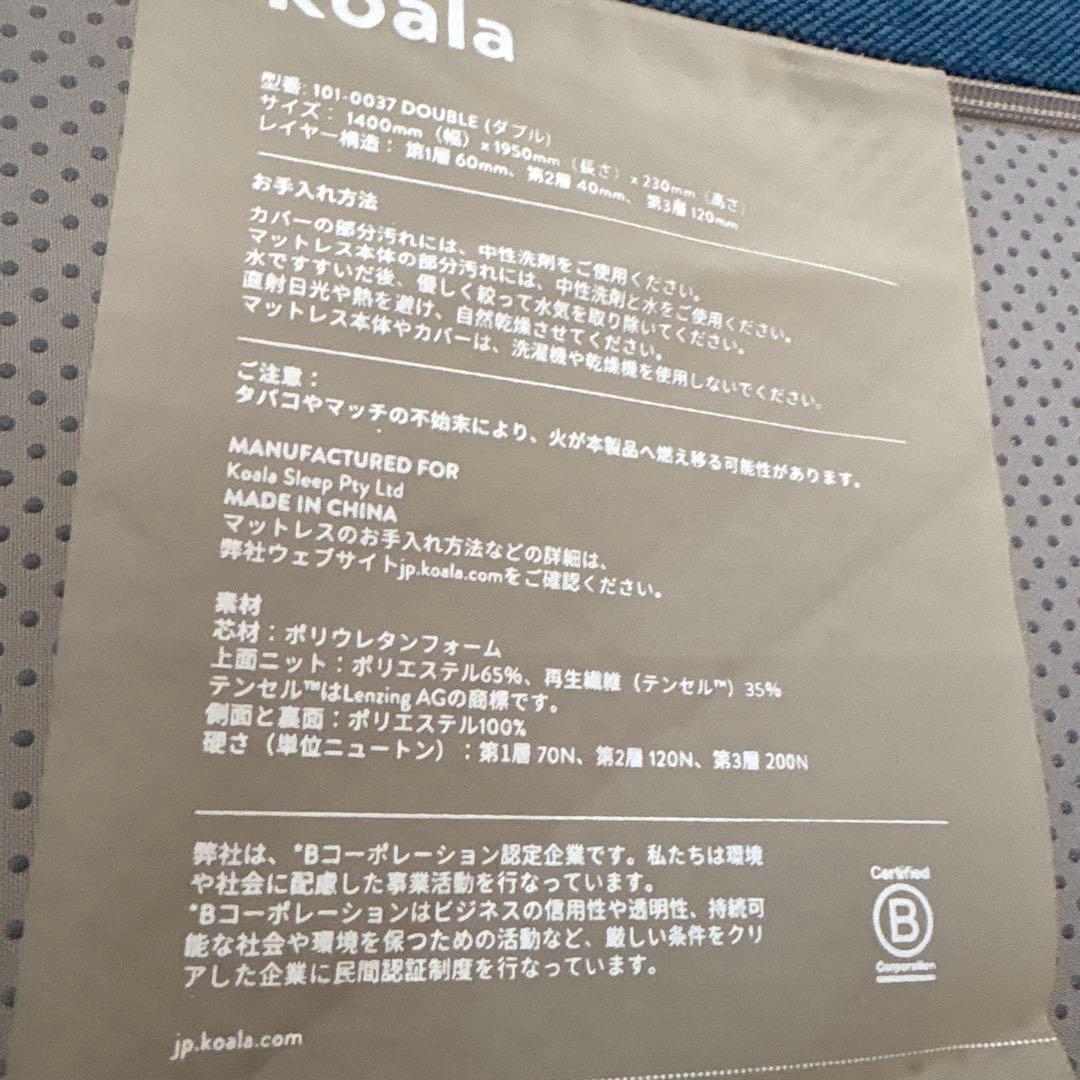 koala
型番: 101-0037 DOUBLE (ダブル)
サイズ： 1400mm（幅）x 1950mm（長さ）x 230mm（高さ）
レイヤー構造： 第1層 60mm、第2層 40mm、第3層 120mm
お手入れ方法
カバーの部分汚れには、中性洗剤をご使用ください。
マットレス本体の部分汚れには、中性洗剤と水をご使用ください。
水ですすいだ後、優しく絞って水気を取り除いてください。
直射日光や熱を避け、自然乾燥させてください。
マットレス本体やカバーは、洗濯機や乾燥機を使用しないでください。
ご注意：
タバコやマッチの不始末により、火が本製品へ燃え移る可能性があります。
MANUFACTURED FOR
Koala Sleep Pty Ltd
MADE IN CHINA
マットレスのお手入れ方法などの詳細は、
弊社ウェブサイトjp.koala.comをご確認ください。
素材
芯材：ポリウレタンフォーム
上面ニット：ポリエステル65%、再生繊維（テンセル™）35%
テンセル™はLenzing AGの商標です。
側面と裏面：ポリエステル100%
硬さ（単位ニュートン）：第1層 70N、第2層 120N、第3層 200N
弊社は、*Bコーポレーション認定企業です。私たちは環境
や社会に配慮した事業活動を行なっています。
*Bコーポレーションはビジネスの信用性や透明性、持続可
能な社会や環境を保つための活動など、厳しい条件をクリ
アした企業に民間認証制度を行なっています。
Certified
B
Corporation
jp.koala.com